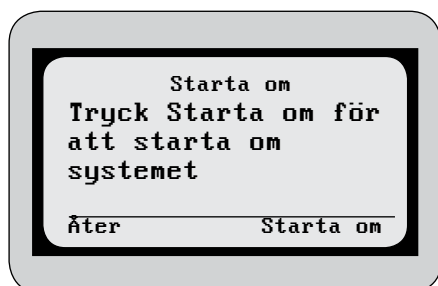 Starta om
Tryck Starta om för
att starta om
systemet
Åter Starta om